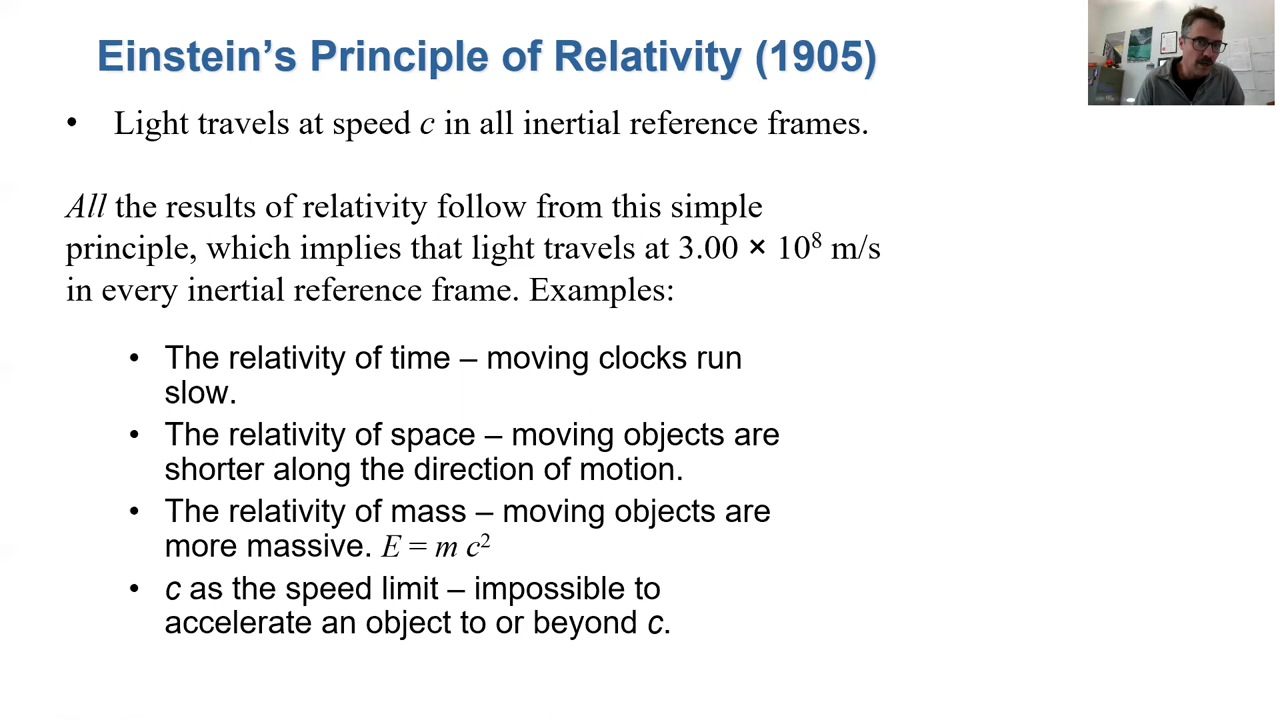 Einstein’s Principle of Relativity (1905)
• Light travels at speed c in all inertial reference frames.
All the results of relativity follow from this simple
principle, which implies that light travels at 3.00 × 10⁸ m/s
in every inertial reference frame. Examples:
• The relativity of time – moving clocks run
slow.
• The relativity of space – moving objects are
shorter along the direction of motion.
• The relativity of mass – moving objects are
more massive. E = m c²
• c as the speed limit – impossible to
accelerate an object to or beyond c.